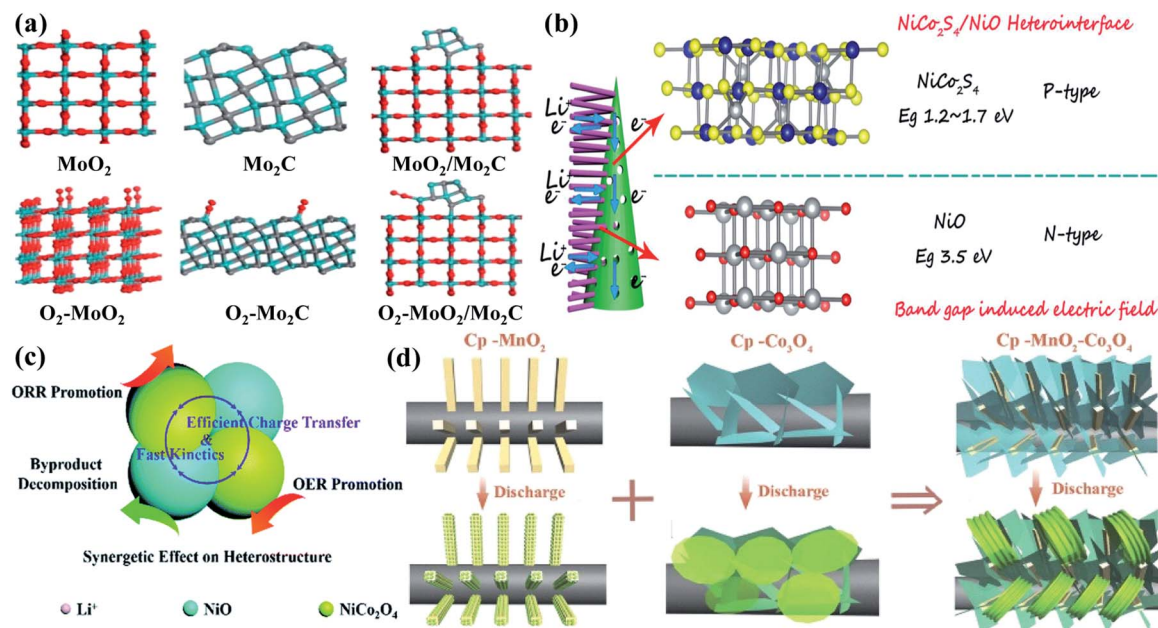 (a)
MoO₂
Mo₂C
MoO₂/Mo₂C
O₂-MoO₂
O₂-Mo₂C
O₂-MoO₂/Mo₂C
(b)
Li⁺
e⁻
e⁻
Li⁺
e⁻
e⁻
Li⁺
e⁻
e⁻
NiCo₂S₄/NiO Heterointerface
NiCo₂S₄
P-type
Eg 1.2~1.7 eV
NiO
N-type
Eg 3.5 eV
Band gap induced electric field
(c)
ORR Promotion
Efficient Charge Transfer
&
Fast Kinetics
Byproduct
Decomposition
OER Promotion
Synergetic Effect on Heterostructure
Li⁺
NiO
NiCo₂O₄
(d)
Cp -MnO₂
Cp -Co₃O₄
Cp -MnO₂-Co₃O₄
Discharge
+
Discharge
⇒
Discharge